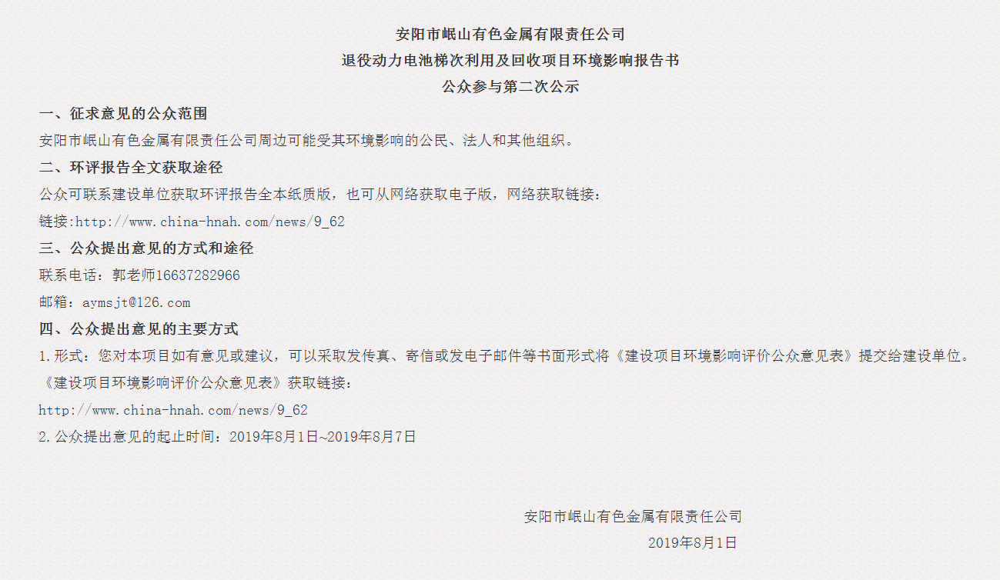 安阳市岷山有色金属有限责任公司
退役动力电池梯次利用及回收项目环境影响报告书
公众参与第二次公示
一、征求意见的公众范围
安阳市岷山有色金属有限责任公司周边可能受其环境影响的公民、法人和其他组织。
二、环评报告全文获取途径
公众可联系建设单位获取环评报告全本纸质版，也可从网络获取电子版，网络获取链接：
链接:http://www.china-hnah.com/news/9_62
三、公众提出意见的方式和途径
联系电话：郭老师16637282966
邮箱：aymsjt@126.com
四、公众提出意见的主要方式
1.形式：您对本项目如有意见或建议，可以采取发传真、寄信或发电子邮件等书面形式将《建设项目环境影响评价公众意见表》提交给建设单位。
《建设项目环境影响评价公众意见表》获取链接：
http://www.china-hnah.com/news/9_62
2.公众提出意见的起止时间：2019年8月1日~2019年8月7日
安阳市岷山有色金属有限责任公司
2019年8月1日